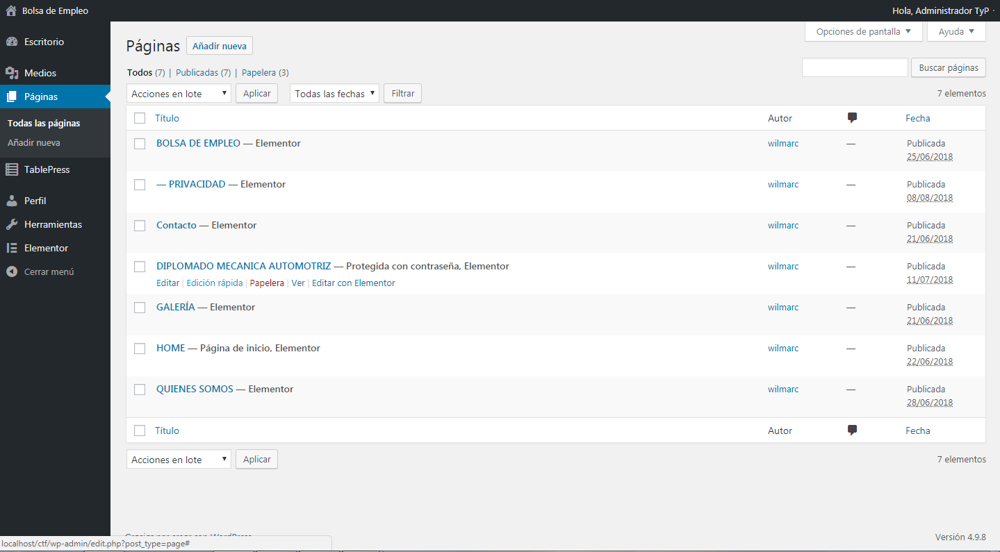 Bolsa de Empleo
Hola, Administrador TyP
Escritorio
Medios
Páginas
Todas las páginas
Añadir nueva
TablePress
Perfil
Herramientas
Elementor
Cerrar menú
Opciones de pantalla ▼ Ayuda ▼
Páginas Añadir nueva
Todos (7) | Publicadas (7) | Papelera (3)
Buscar páginas
Acciones en lote ▼ Aplicar Todas las fechas ▼ Filtrar
7 elementos
Título Autor Fecha
BOLSA DE EMPLEO — Elementor wilmarc — Publicada
25/06/2018
— PRIVACIDAD — Elementor wilmarc — Publicada
08/08/2018
Contacto — Elementor wilmarc — Publicada
21/06/2018
DIPLOMADO MECANICA AUTOMOTRIZ — Protegida con contraseña, Elementor wilmarc — Publicada
Editar | Edición rápida | Papelera | Ver | Editar con Elementor 11/07/2018
GALERÍA — Elementor wilmarc — Publicada
21/06/2018
HOME — Página de inicio, Elementor wilmarc — Publicada
22/06/2018
QUIENES SOMOS — Elementor wilmarc — Publicada
28/06/2018
Título Autor Fecha
Acciones en lote ▼ Aplicar
7 elementos
Versión 4.9.8
localhost/ctf/wp-admin/edit.php?post_type=page#